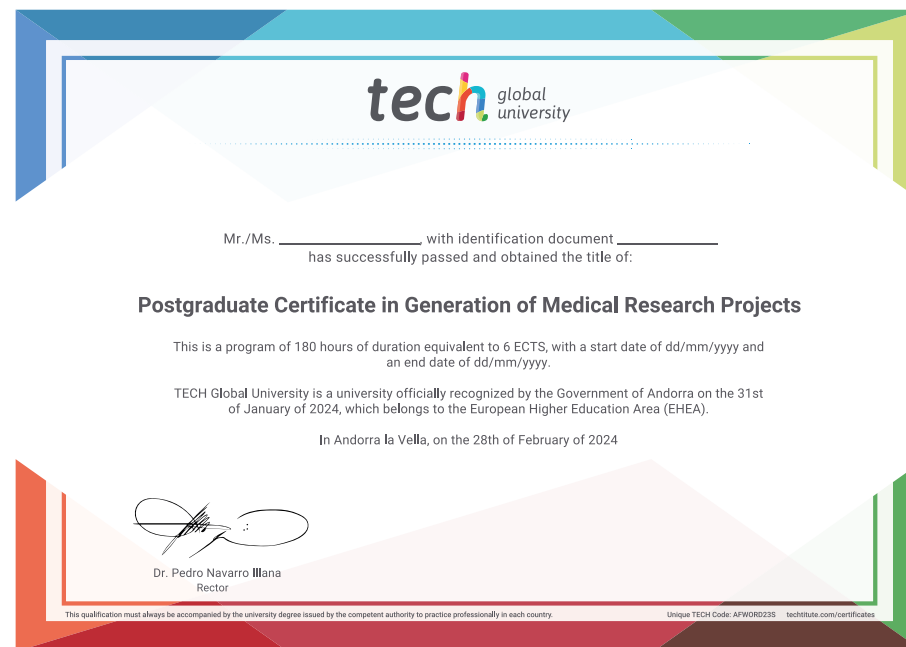 tech global university
Mr./Ms. ____________________, with identification document ______________
has successfully passed and obtained the title of:
Postgraduate Certificate in Generation of Medical Research Projects
This is a program of 180 hours of duration equivalent to 6 ECTS, with a start date of dd/mm/yyyy and
an end date of dd/mm/yyyy.
TECH Global University is a university officially recognized by the Government of Andorra on the 31st
of January of 2024, which belongs to the European Higher Education Area (EHEA).
In Andorra la Vella, on the 28th of February of 2024
Dr. Pedro Navarro Illana
Rector
This qualification must always be accompanied by the university degree issued by the competent authority to practice professionally in each country. Unique TECH Code: AFWORD23S techtitute.com/certificates